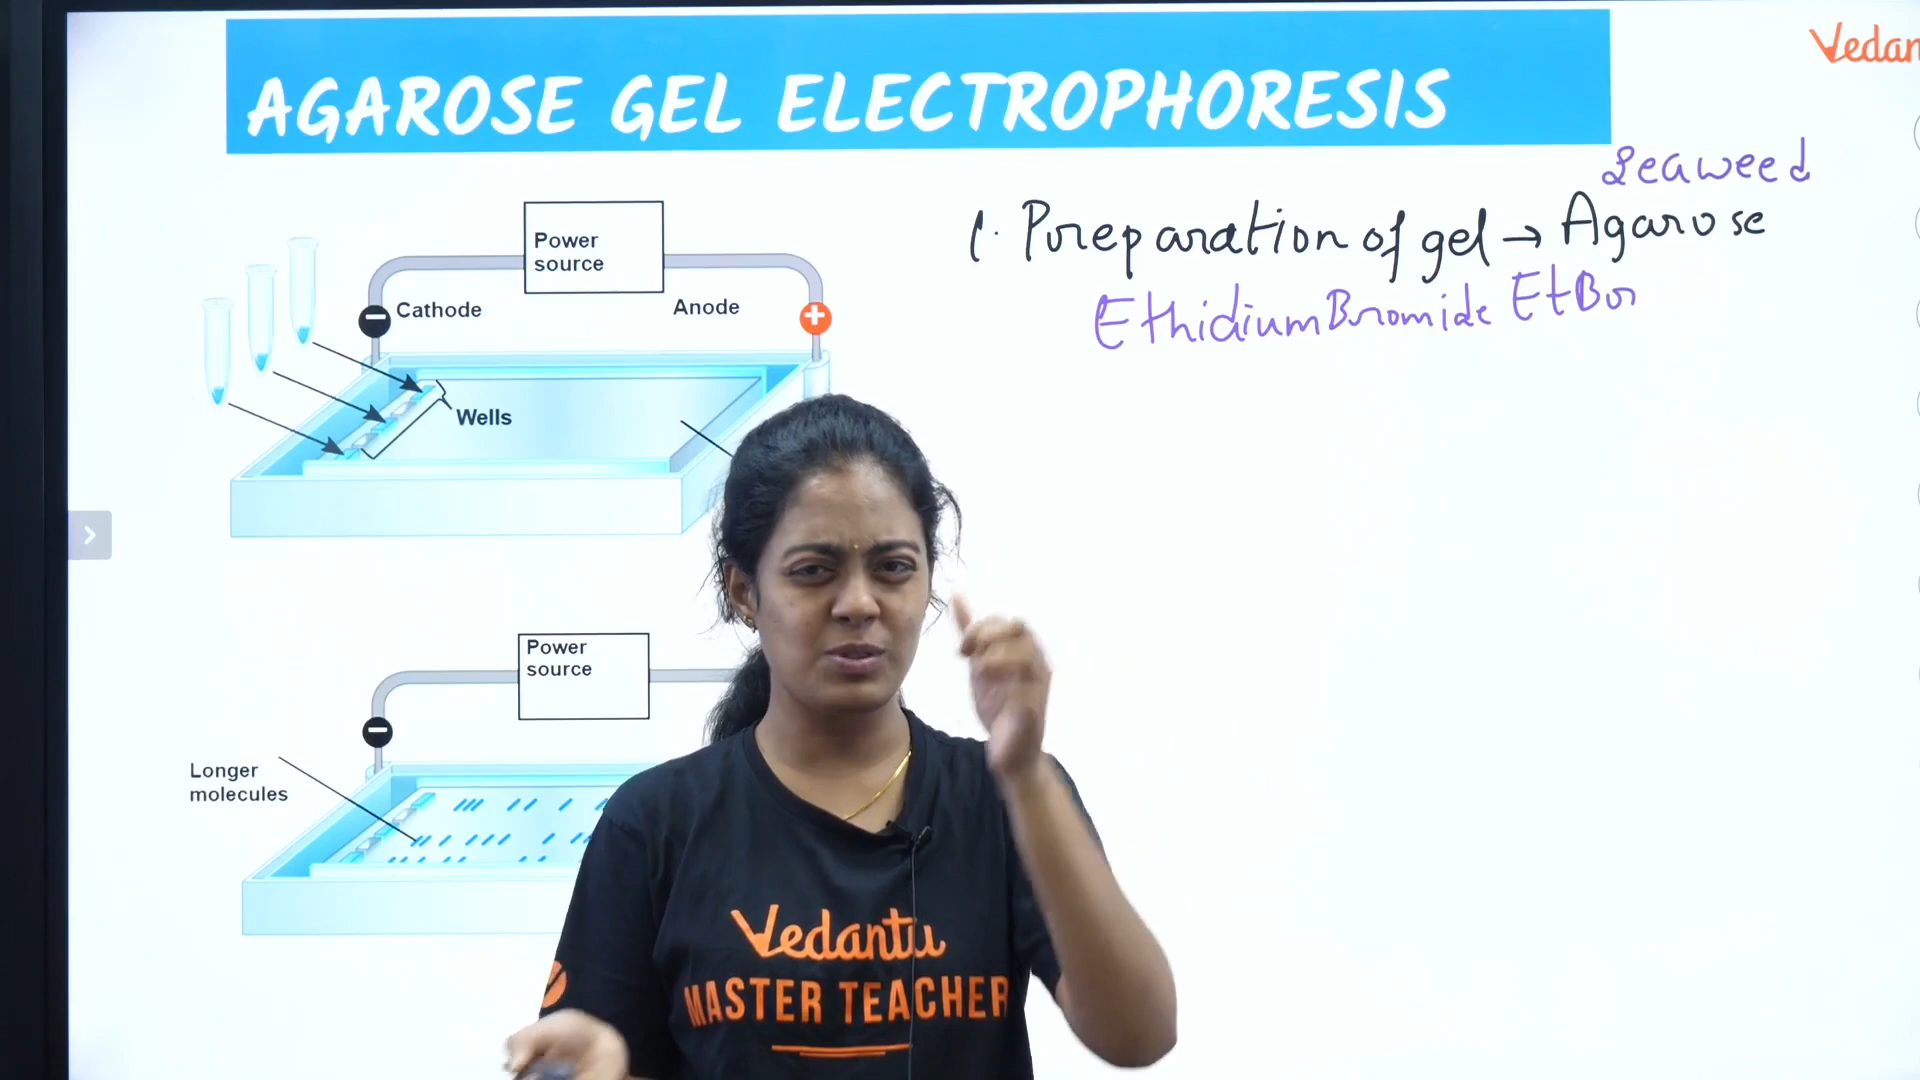 Vedan
AGAROSE GEL ELECTROPHORESIS
Seaweed
1. Preparation of gel → Agarose
Ethidium Bromide EtBr
Power
source
Cathode
Anode
Wells
Power
source
Longer
molecules
Vedantu
MASTER TEACHER